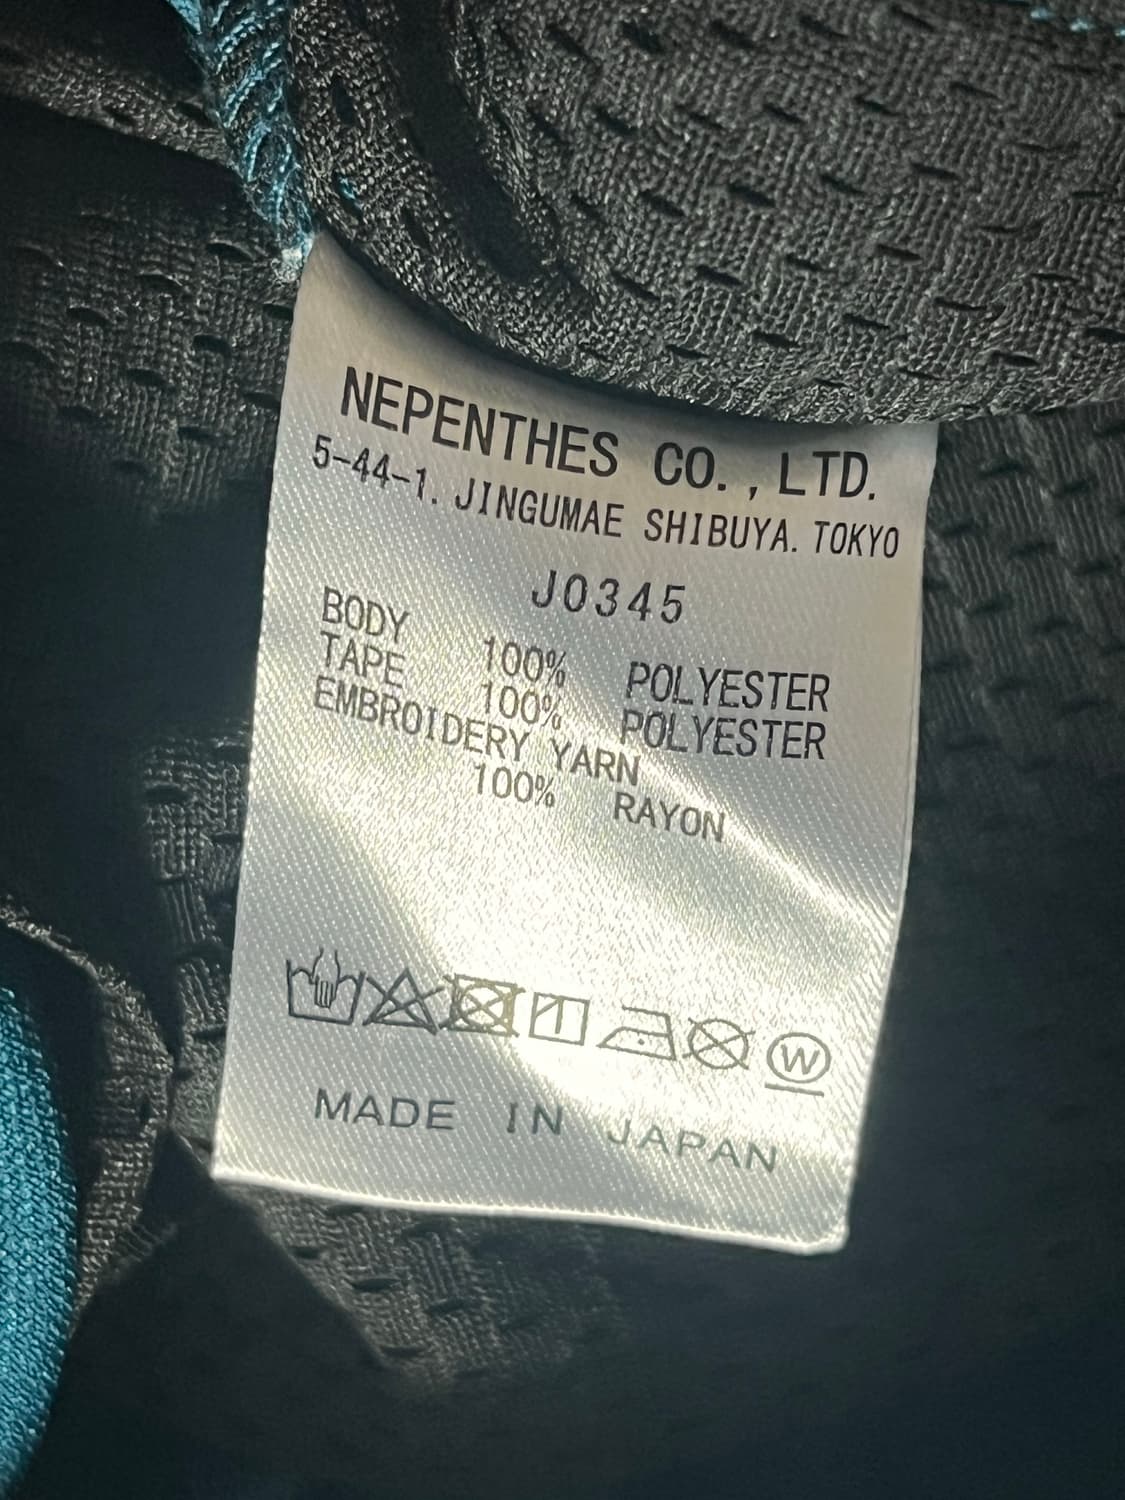 NEPENTHES CO., LTD.
5-44-1. JINGUMAE SHIBUYA. TOKYO
J0345
BODY
100% POLYESTER
TAPE
100% POLYESTER
EMBROIDERY YARN
100% RAYON
W
MADE IN JAPAN